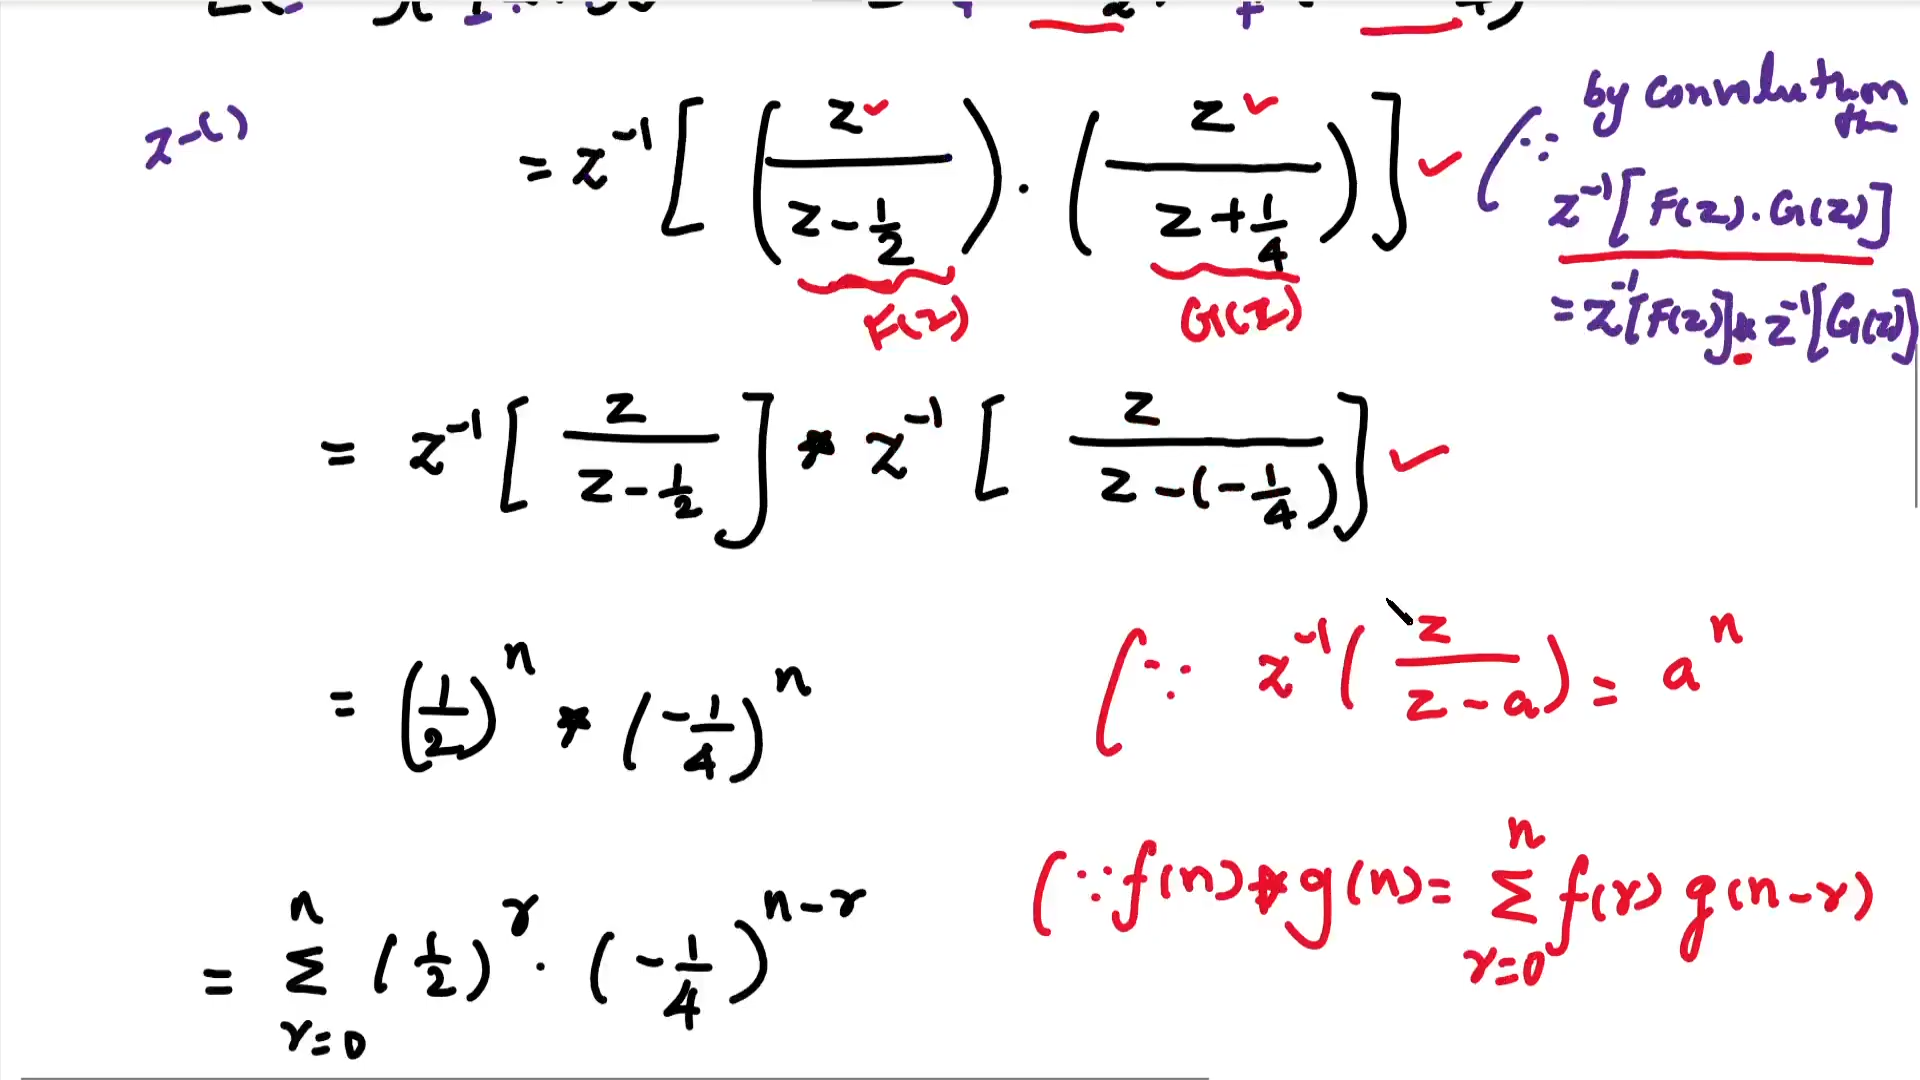 z-( )
= z⁻¹ [ ( z / (z - 1/2) ) · ( z / (z + 1/4) ) ]
F(z) G(z)
( ∵ by convolution
thm
z⁻¹[F(z). G(z)]
= z⁻¹[F(z)] * z⁻¹[G(z)]
= z⁻¹ [ z / (z - 1/2) ] * z⁻¹ [ z / (z - (-1/4)) ]
= (1/2)ⁿ * (-1/4)ⁿ
( ∵ z⁻¹( z / (z - a) ) = aⁿ
= Σ_{r=0}^{n} (1/2)^r · (-1/4)^{n-r}
( ∵ f(n) * g(n) = Σ_{r=0}^{n} f(r) g(n-r)